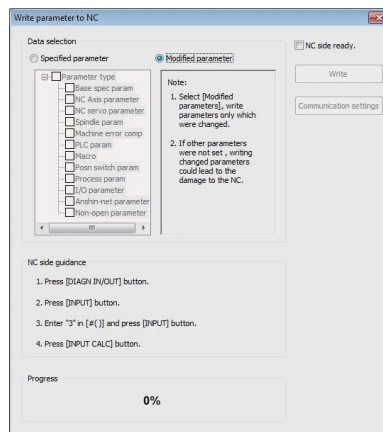 Write parameter to NC
Data selection
Specified parameter
Modified parameter
NC side ready.
Write
Communication settings
Parameter type
Base spec param
NC Axis parameter
NC servo parameter
Spindle param
Machine error comp
PLC param
Macro
Posn switch param
Process param
I/O parameter
Anshin-net parameter
Non-open parameter
Note:
1. Select [Modified
parameters], write
parameters only which
were changed.
2. If other parameters
were not set , writing
changed parameters
could lead to the
damage to the NC.
NC side guidance
1. Press [DIAGN IN/OUT] button.
2. Press [INPUT] button.
3. Enter "3" in [#( )] and press [INPUT] button.
4. Press [INPUT CALC] button.
Progress
0%